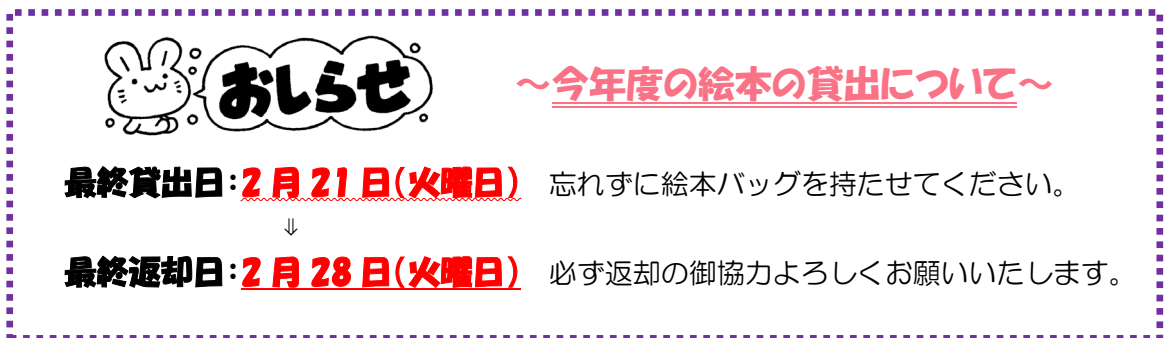 おしらせ
～今年度の絵本の貸出について～
最終貸出日:2月21日(火曜日) 忘れずに絵本バッグを持たせてください。
⇓
最終返却日:2月28日(火曜日) 必ず返却の御協力よろしくお願いいたします。